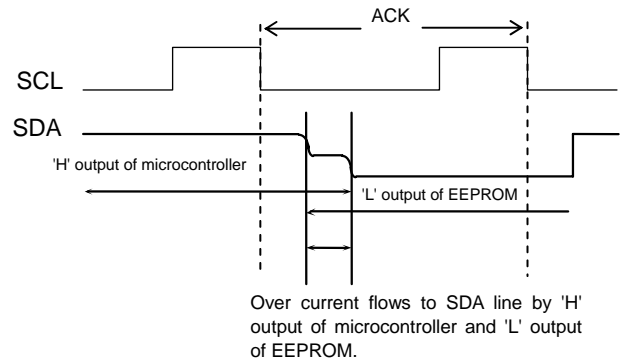 ACK
SCL
SDA
'H' output of microcontroller
'L' output of EEPROM
Over current flows to SDA line by 'H'
output of microcontroller and 'L' output
of EEPROM.